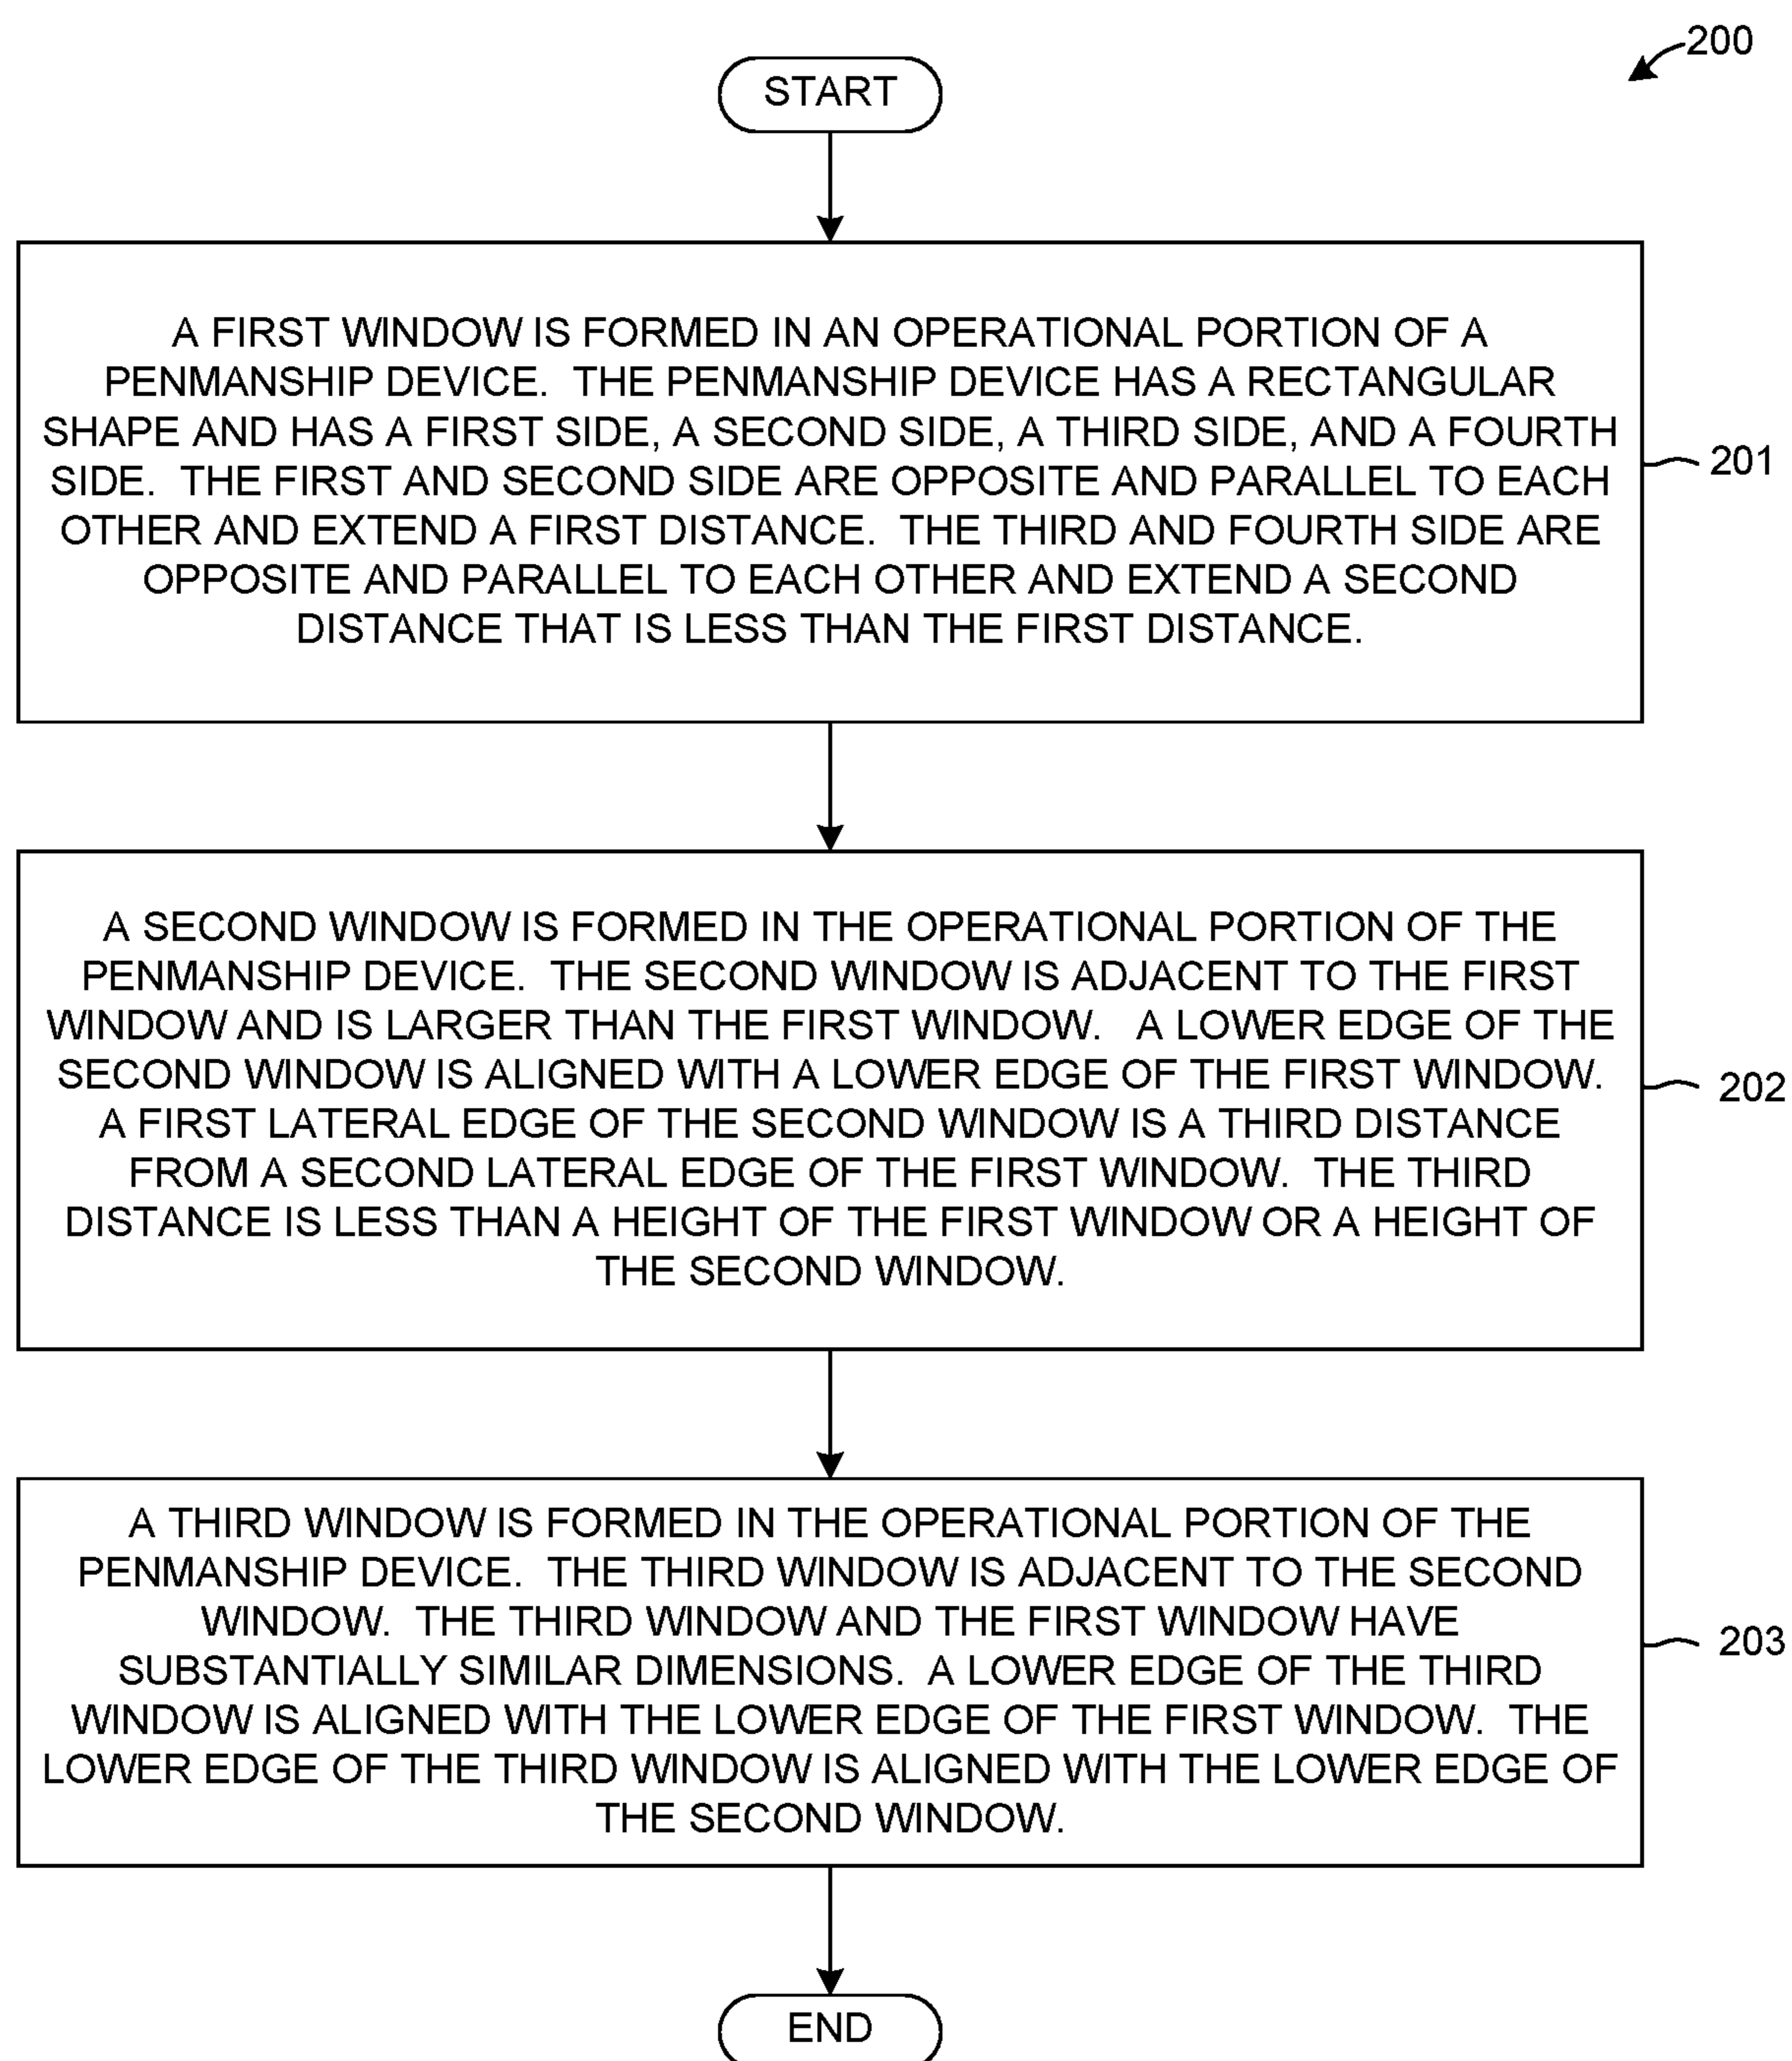 200
START
A FIRST WINDOW IS FORMED IN AN OPERATIONAL PORTION OF A
PENMANSHIP DEVICE. THE PENMANSHIP DEVICE HAS A RECTANGULAR
SHAPE AND HAS A FIRST SIDE, A SECOND SIDE, A THIRD SIDE, AND A FOURTH
SIDE. THE FIRST AND SECOND SIDE ARE OPPOSITE AND PARALLEL TO EACH
OTHER AND EXTEND A FIRST DISTANCE. THE THIRD AND FOURTH SIDE ARE
OPPOSITE AND PARALLEL TO EACH OTHER AND EXTEND A SECOND
DISTANCE THAT IS LESS THAN THE FIRST DISTANCE.
201
A SECOND WINDOW IS FORMED IN THE OPERATIONAL PORTION OF THE
PENMANSHIP DEVICE. THE SECOND WINDOW IS ADJACENT TO THE FIRST
WINDOW AND IS LARGER THAN THE FIRST WINDOW. A LOWER EDGE OF THE
SECOND WINDOW IS ALIGNED WITH A LOWER EDGE OF THE FIRST WINDOW.
A FIRST LATERAL EDGE OF THE SECOND WINDOW IS A THIRD DISTANCE
FROM A SECOND LATERAL EDGE OF THE FIRST WINDOW. THE THIRD
DISTANCE IS LESS THAN A HEIGHT OF THE FIRST WINDOW OR A HEIGHT OF
THE SECOND WINDOW.
202
A THIRD WINDOW IS FORMED IN THE OPERATIONAL PORTION OF THE
PENMANSHIP DEVICE. THE THIRD WINDOW IS ADJACENT TO THE SECOND
WINDOW. THE THIRD WINDOW AND THE FIRST WINDOW HAVE
SUBSTANTIALLY SIMILAR DIMENSIONS. A LOWER EDGE OF THE THIRD
WINDOW IS ALIGNED WITH THE LOWER EDGE OF THE FIRST WINDOW. THE
LOWER EDGE OF THE THIRD WINDOW IS ALIGNED WITH THE LOWER EDGE OF
THE SECOND WINDOW.
203
END